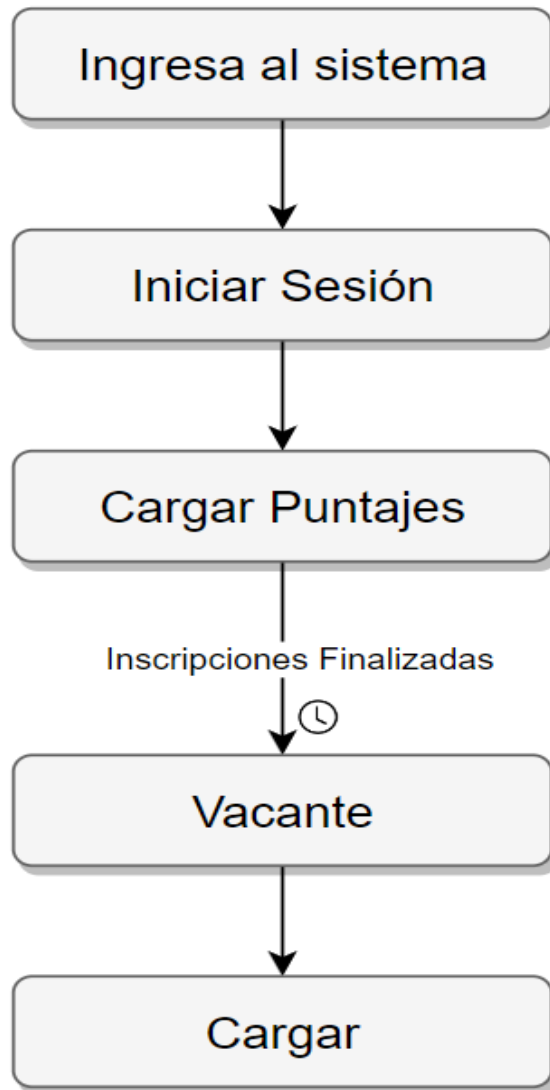 Ingresa al sistema
Iniciar Sesión
Cargar Puntajes
Inscripciones Finalizadas
Vacante
Cargar